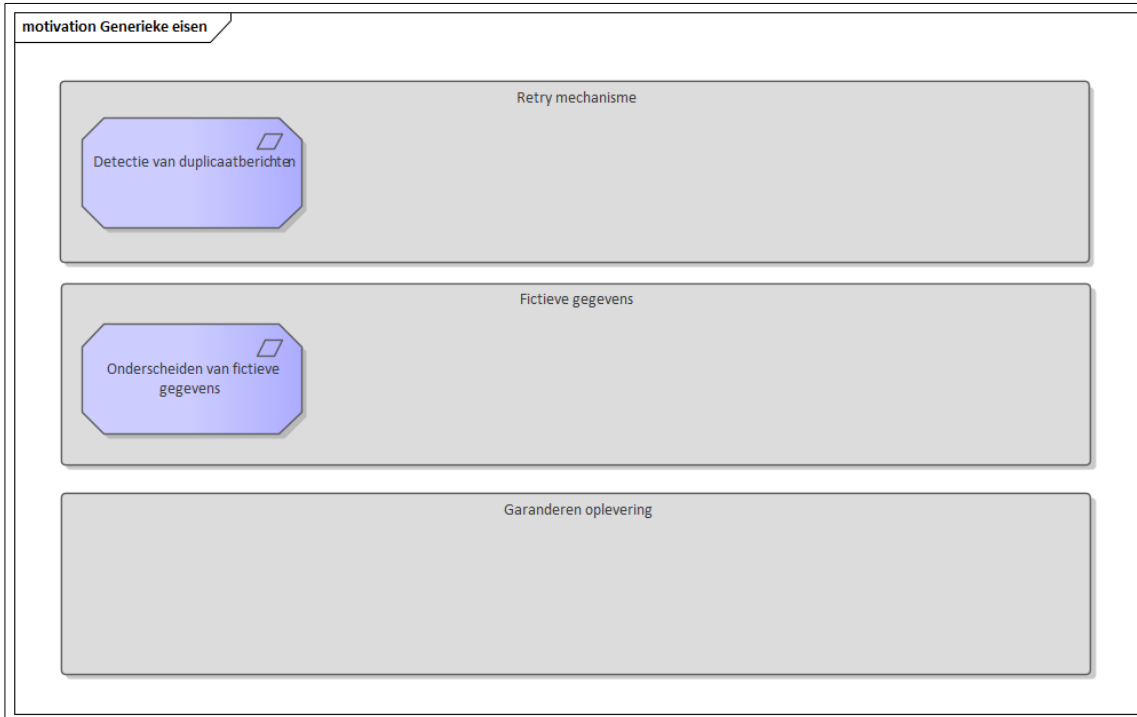 motivation Generieke eisen
Retry mechanisme
Detectie van duplicaatberichten
Fictieve gegevens
Onderscheiden van fictieve
gegevens
Garanderen oplevering